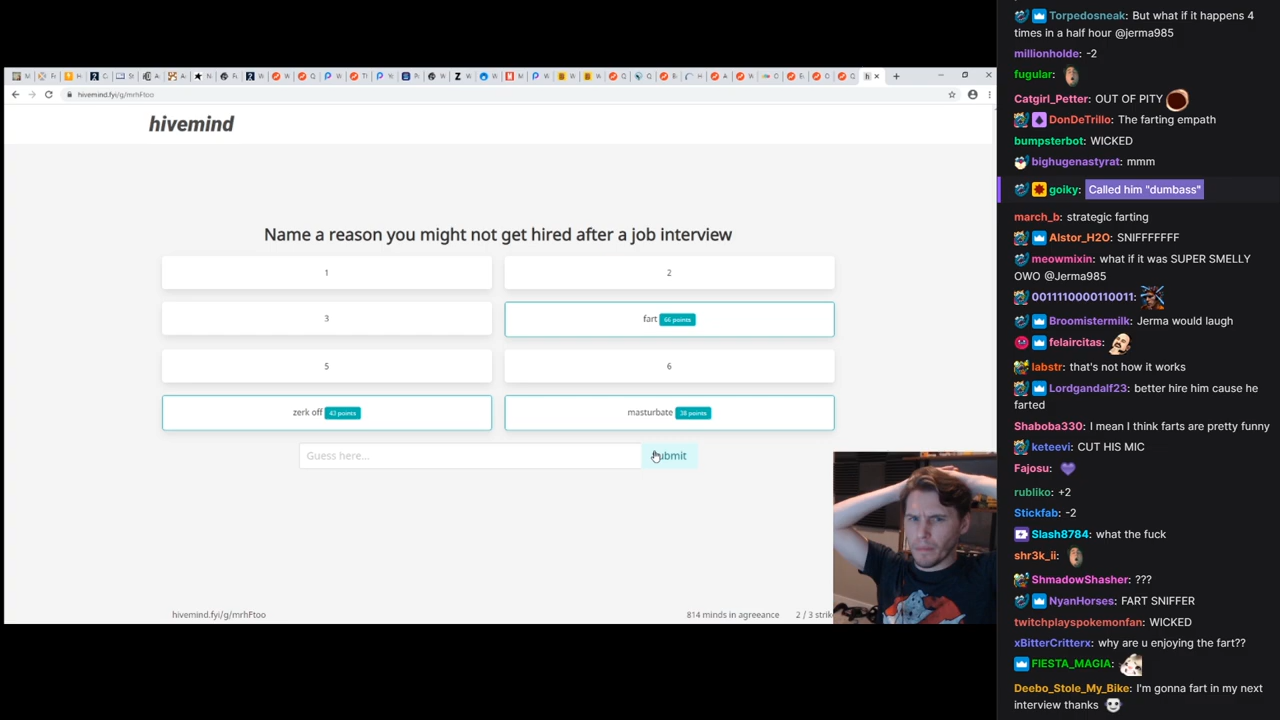 hivemind.fyi/g/mrhFtoo
hivemind
Name a reason you might not get hired after a job interview
1
2
3
fart 66 points
5
6
zerk off 43 points
masturbate 38 points
Guess here...
ubmit
hivemind.fyi/g/mrhFtoo
814 minds in agreeance
2 / 3 strik
Torpedosneak: But what if it happens 4
times in a half hour @jerma985
millionholde: -2
fugular:
Catgirl_Petter: OUT OF PITY
DonDeTrillo: The farting empath
bumpsterbot: WICKED
bighugenastyrat: mmm
goiky: Called him "dumbass"
march_b: strategic farting
Alstor_H2O: SNIFFFFFFF
meowmixin: what if it was SUPER SMELLY
OWO @Jerma985
0011110000110011:
Broomistermilk: Jerma would laugh
felaircitas:
labstr: that's not how it works
Lordgandalf23: better hire him cause he
farted
Shaboba330: I mean I think farts are pretty funny
keteevi: CUT HIS MIC
Fajosu:
rubliko: +2
Stickfab: -2
Slash8784: what the fuck
shr3k_ii:
ShmadowShasher: ???
NyanHorses: FART SNIFFER
twitchplayspokemonfan: WICKED
xBitterCritterx: why are u enjoying the fart??
FIESTA_MAGIA:
Deebo_Stole_My_Bike: I'm gonna fart in my next
interview thanks